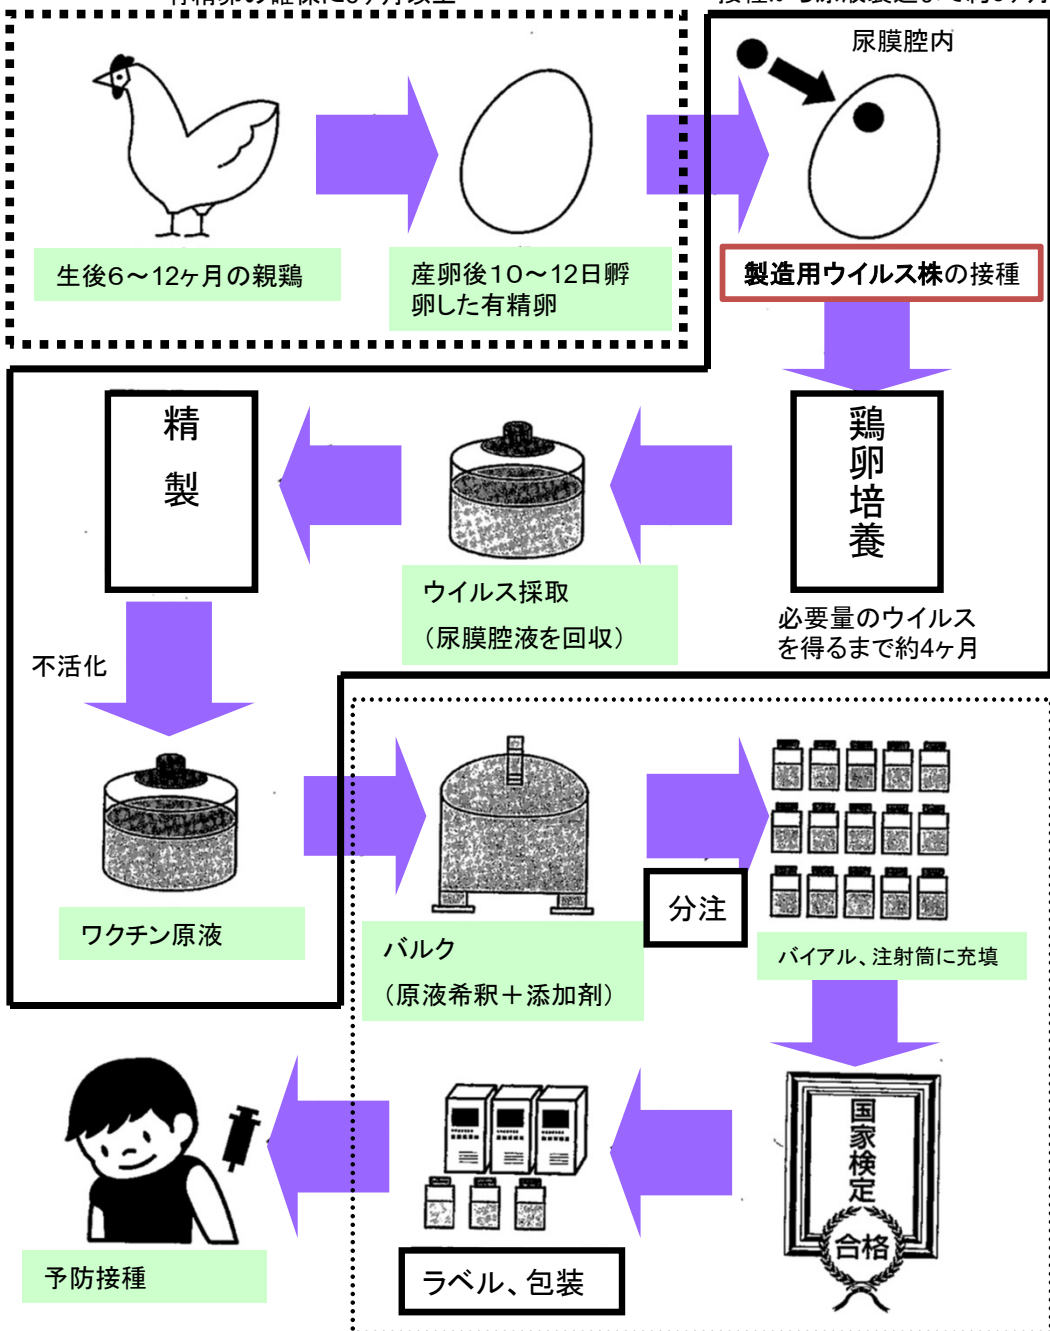 尿膜腔内
生後6～12ヶ月の親鶏
産卵後10～12日孵
卵した有精卵
製造用ウイルス株の接種
鶏卵培養
必要量のウイルス
を得るまで約4ヶ月
ウイルス採取
（尿膜腔液を回収）
精製
不活化
ワクチン原液
バルク
（原液希釈＋添加剤）
分注
バイアル、注射筒に充填
国家検定
合格
ラベル、包装
予防接種